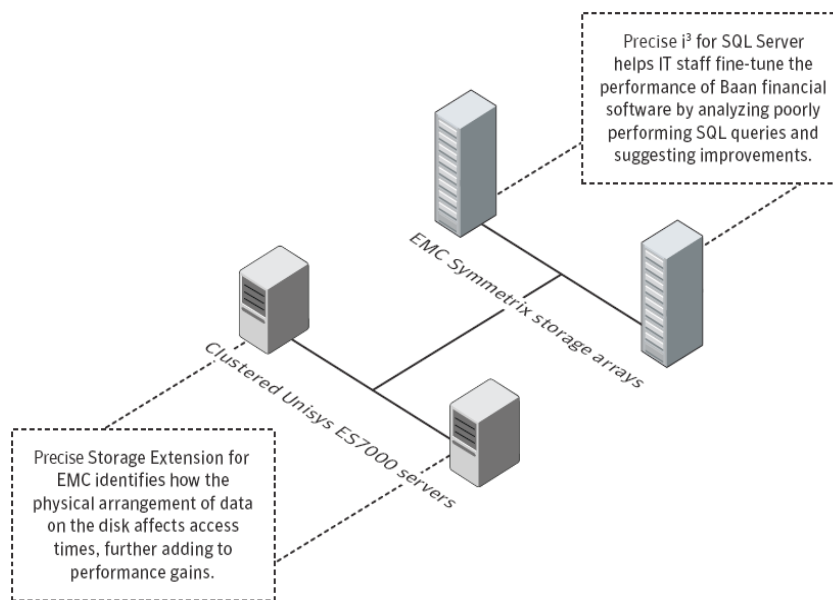 Precise i³ for SQL Server
helps IT staff fine-tune the
performance of Baan financial
software by analyzing poorly
performing SQL queries and
suggesting improvements.
EMC Symmetrix storage arrays
Clustered Unisys ES7000 servers
Precise Storage Extension for
EMC identifies how the
physical arrangement of data
on the disk affects access
times, further adding to
performance gains.